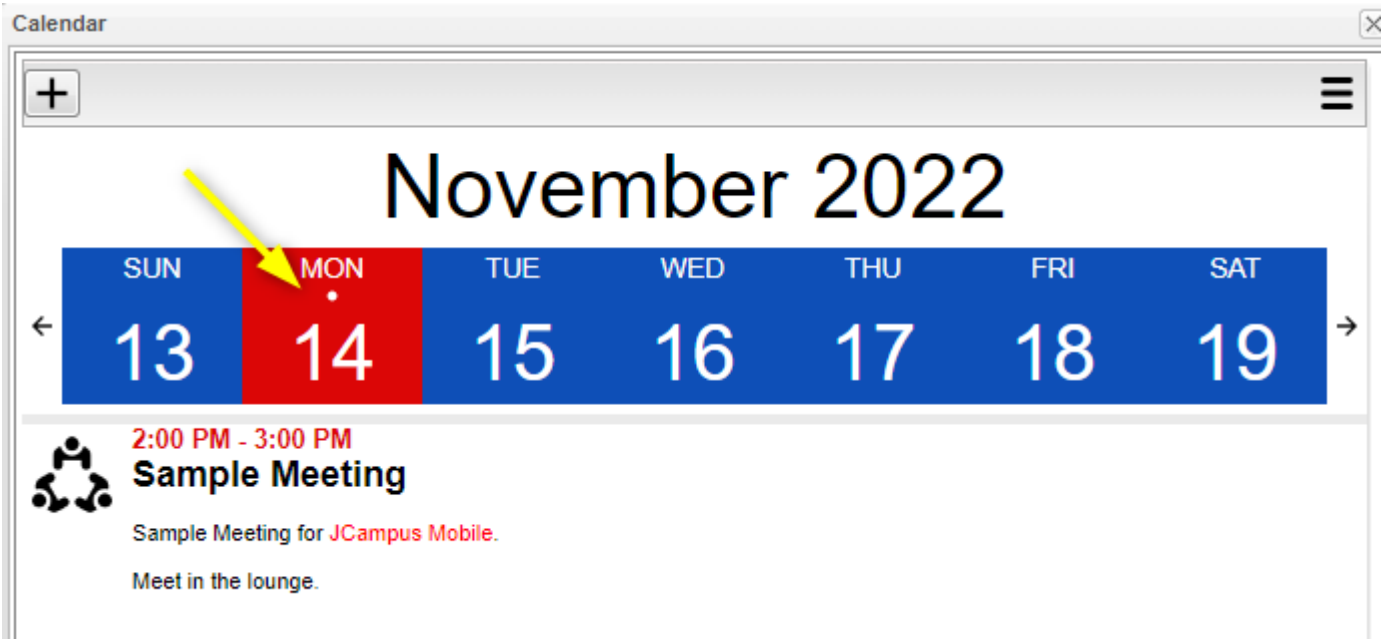 Calendar
November 2022
SUN MON TUE WED THU FRI SAT
13 14 15 16 17 18 19
2:00 PM - 3:00 PM
Sample Meeting
Sample Meeting for JCampus Mobile.
Meet in the lounge.